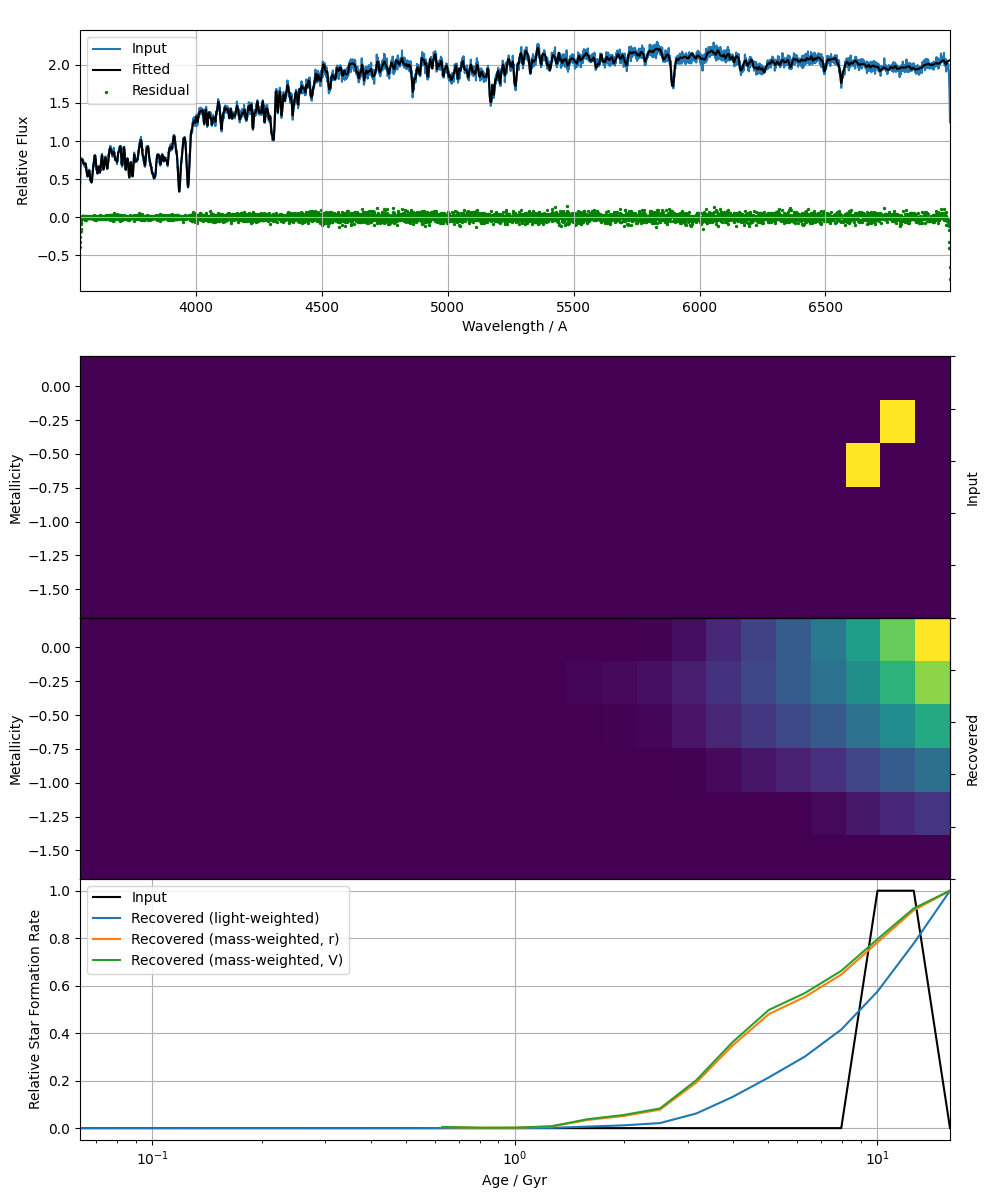 Input
Fitted
Residual
2.0
1.5
1.0
0.5
0.0
−0.5
Relative Flux
4000 4500 5000 5500 6000 6500
Wavelength / A
0.00
−0.25
−0.50
−0.75
−1.00
−1.25
−1.50
Metallicity
Input
0.00
−0.25
−0.50
−0.75
−1.00
−1.25
−1.50
Metallicity
Recovered
Input
Recovered (light-weighted)
Recovered (mass-weighted, r)
Recovered (mass-weighted, V)
1.0
0.8
0.6
0.4
0.2
0.0
Relative Star Formation Rate
10⁻¹ 10⁰ 10¹
Age / Gyr